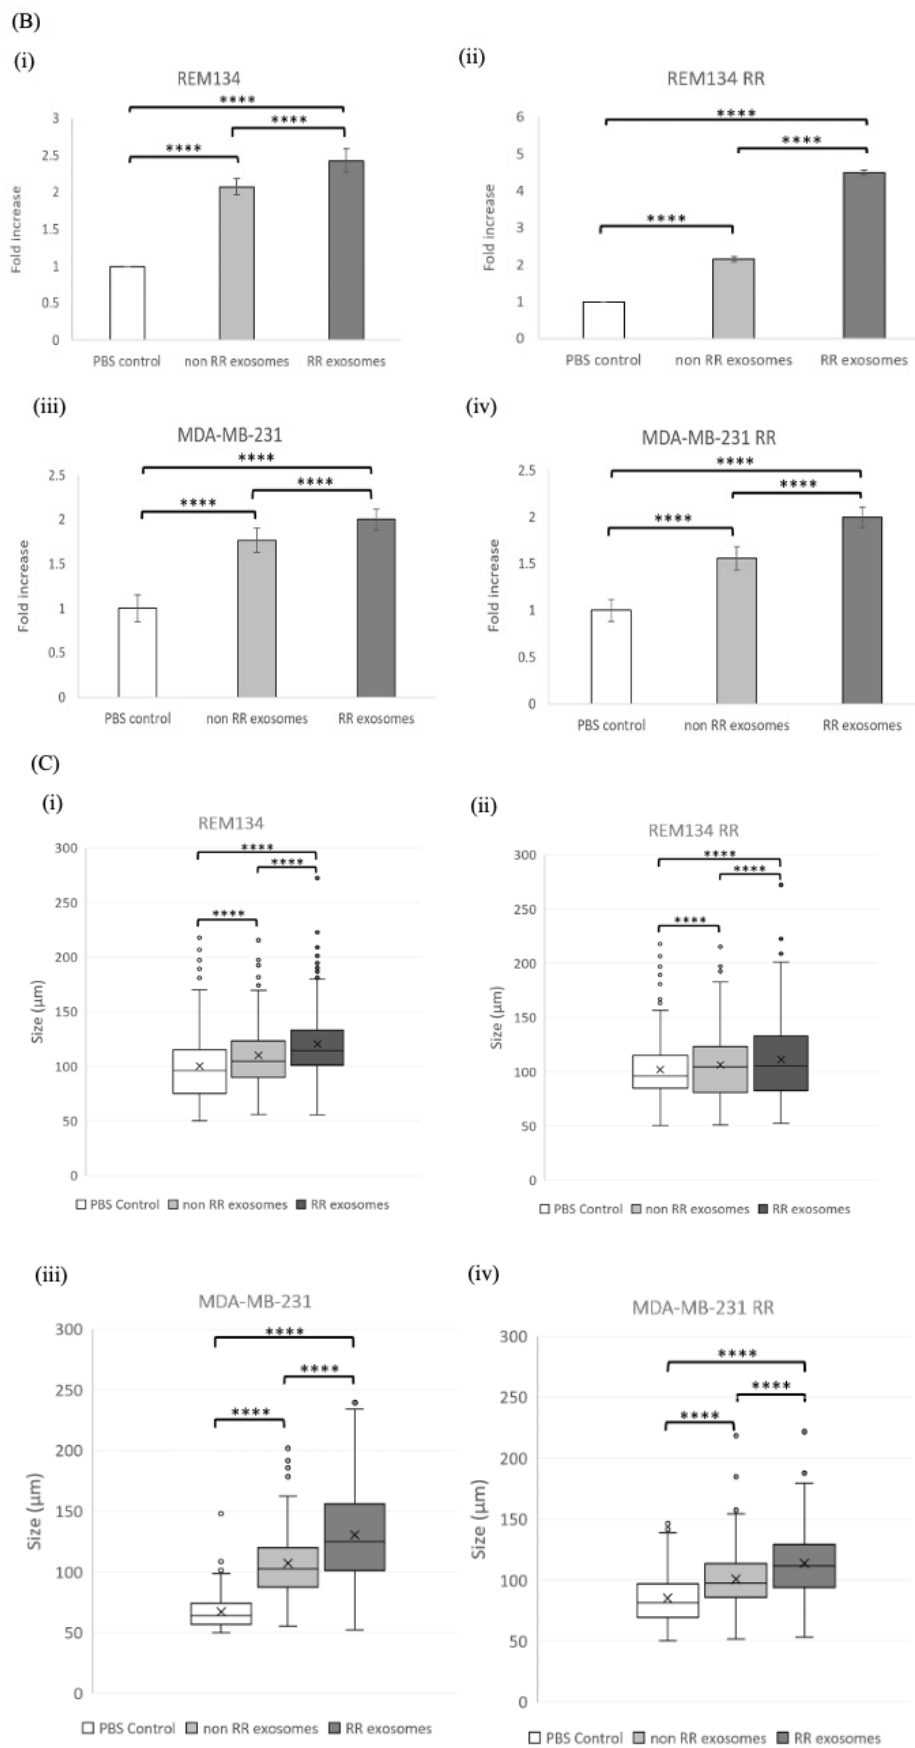 (B)
(i)
REM134
****
****
****
Fold increase
3
2.5
2
1.5
1
0.5
0
PBS control non RR exosomes RR exosomes
(ii)
REM134 RR
****
****
****
Fold increase
6
5
4
3
2
1
0
PBS control non RR exosomes RR exosomes
(iii)
MDA-MB-231
****
****
****
Fold increase
2.5
2
1.5
1
0.5
0
PBS control non RR exosomes RR exosomes
(iv)
MDA-MB-231 RR
****
****
****
Fold increase
2.5
2
1.5
1
0.5
0
PBS control non RR exosomes RR exosomes
(C)
(i)
REM134
****
****
****
Size (µm)
300
250
200
150
100
50
0
PBS Control non RR exosomes RR exosomes
(ii)
REM134 RR
****
****
****
Size (µm)
300
250
200
150
100
50
0
PBS Control non RR exosomes RR exosomes
(iii)
MDA-MB-231
****
****
****
Size (µm)
300
250
200
150
100
50
0
PBS Control non RR exosomes RR exosomes
(iv)
MDA-MB-231 RR
****
****
****
Size (µm)
300
250
200
150
100
50
0
PBS Control non RR exosomes RR exosomes